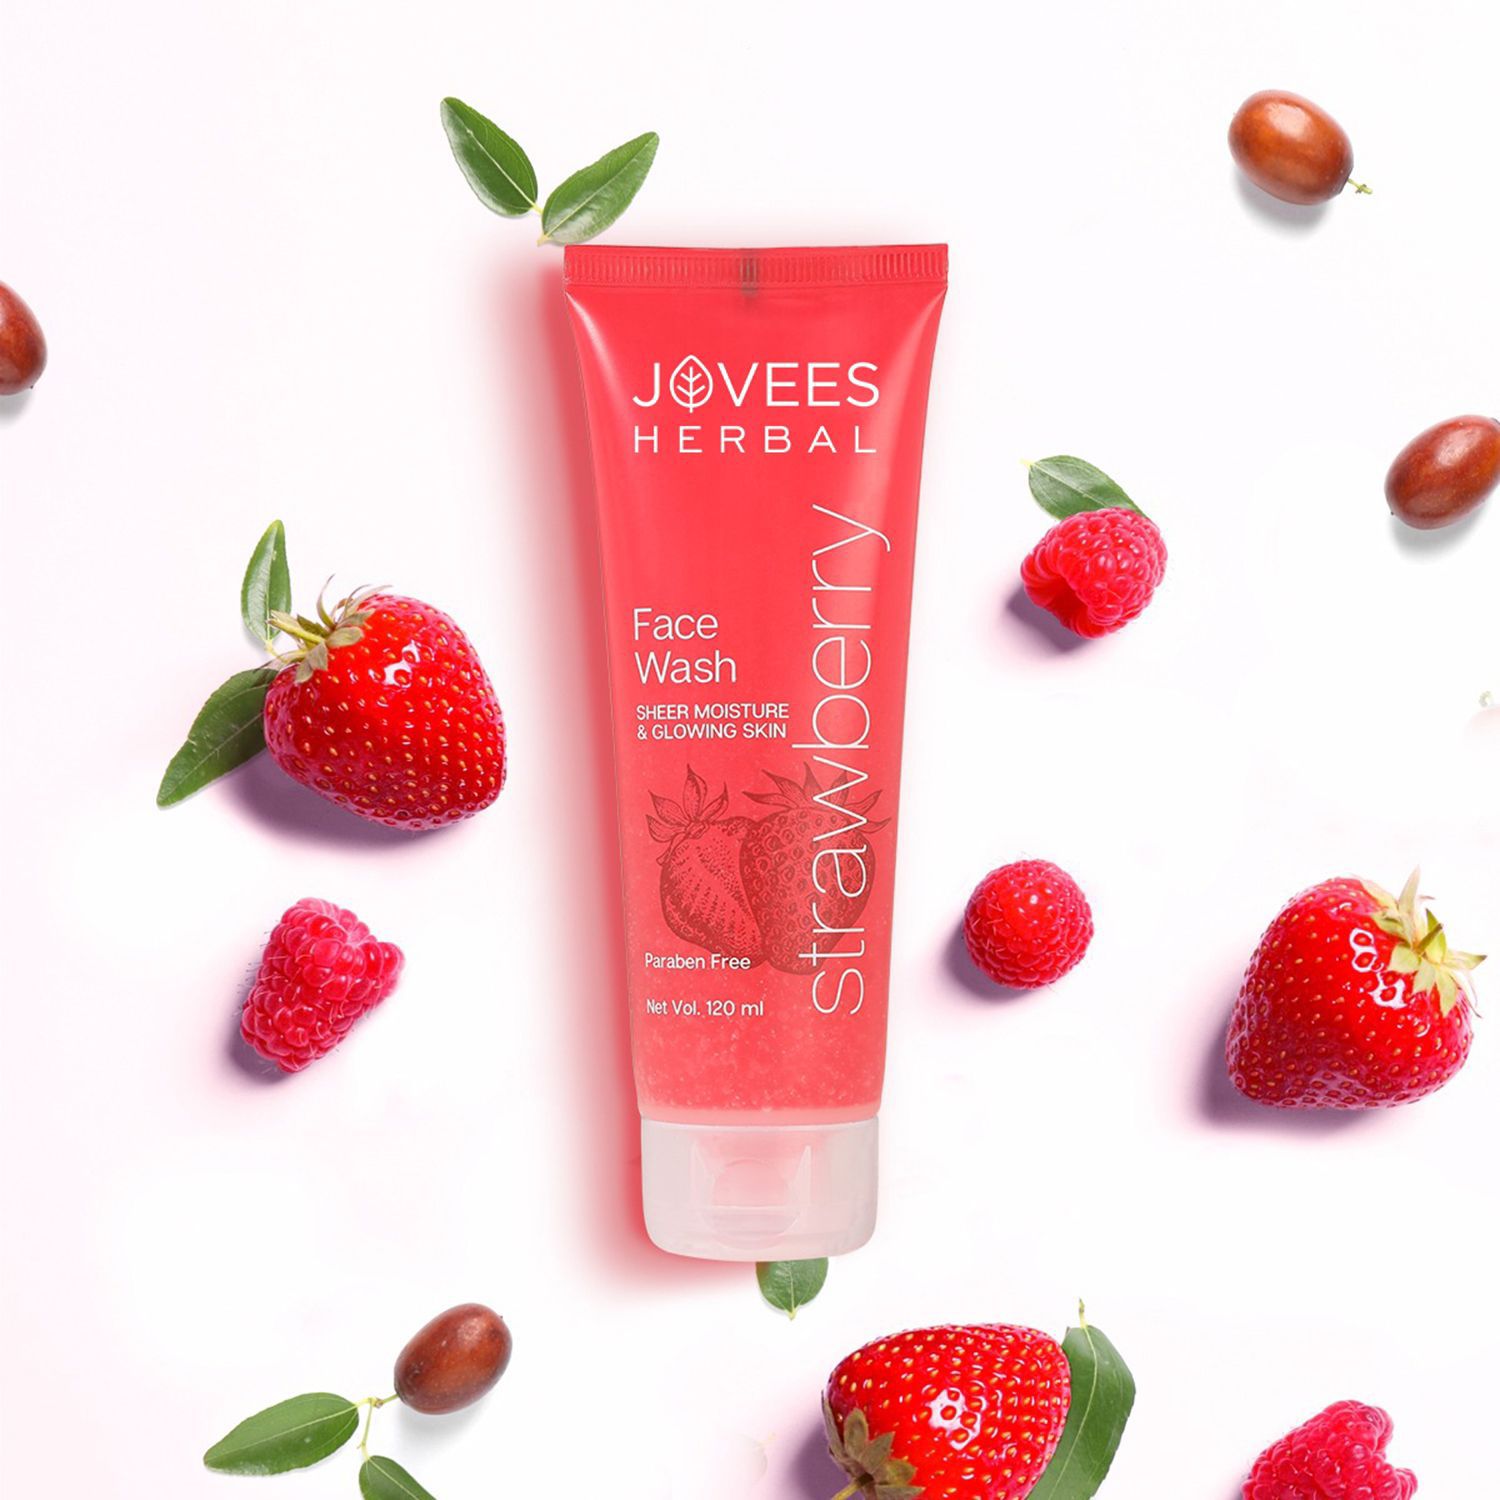 JOVEES
HERBAL
strawberry
Face
Wash
SHEER MOISTURE
& GLOWING SKIN
Paraben Free
Net Vol. 120 ml